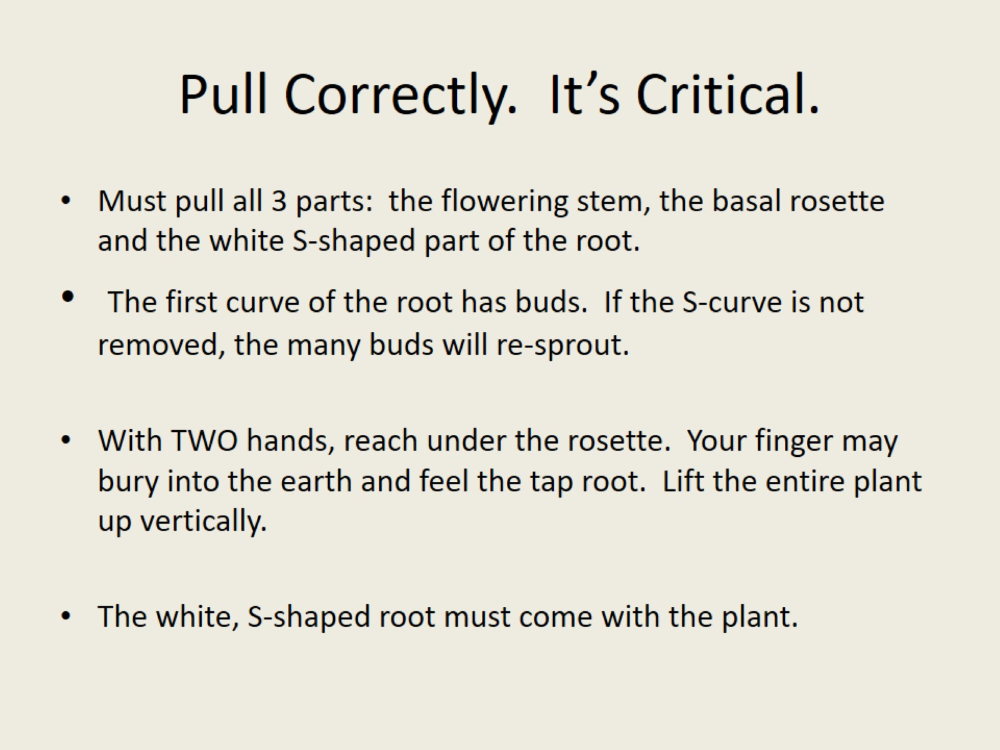 Pull Correctly.  It’s Critical.
• Must pull all 3 parts:  the flowering stem, the basal rosette
and the white S-shaped part of the root.
• The first curve of the root has buds.  If the S-curve is not
removed, the many buds will re-sprout.
• With TWO hands, reach under the rosette.  Your finger may
bury into the earth and feel the tap root.  Lift the entire plant
up vertically.
• The white, S-shaped root must come with the plant.